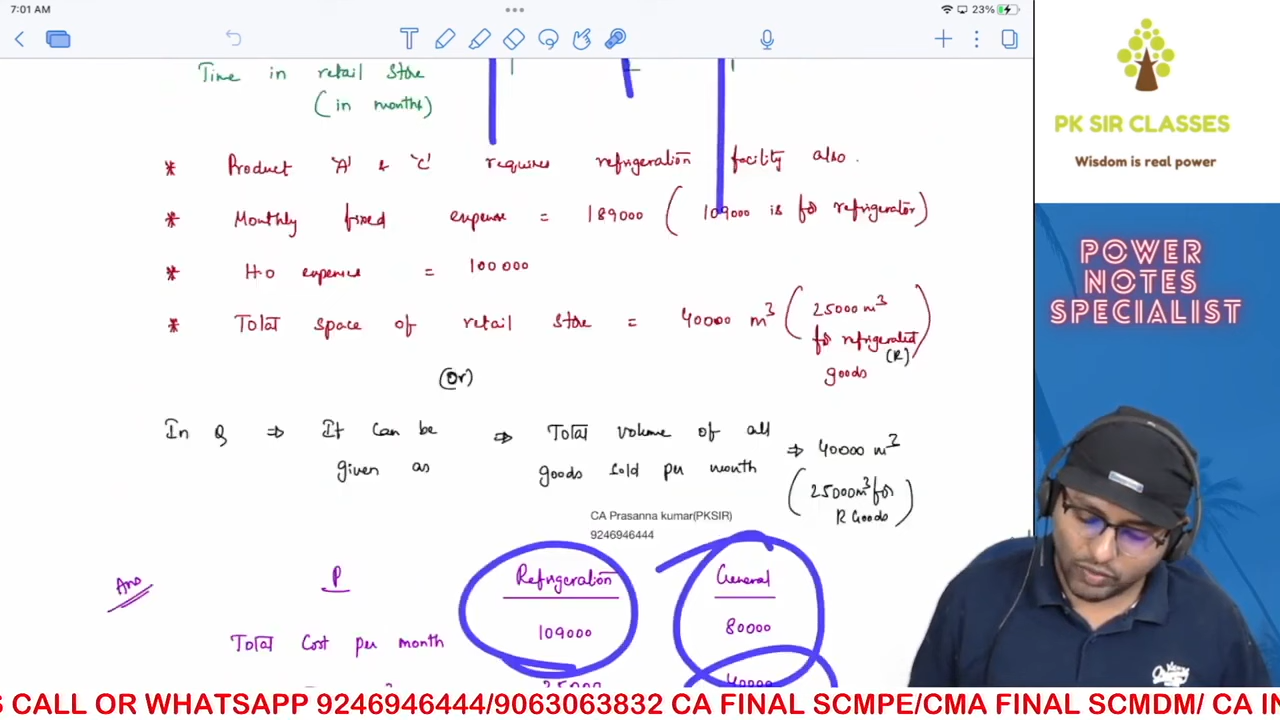 7:01 AM
23%
Time in retail store
(in months)
* Product 'A' & 'C' requires refrigeration facility also.
* Monthly fixed expense = 189000 ( 109000 is for refrigerator)
* H.O expense = 100 000
* Total space of retail store = 40000 m³ ( 25000 m³
for refrigerated
(R)
goods
(Or)
In Q ⇒ It can be ⇒ Total volume of all ⇒ 40000 m³
given as goods sold per month
( 25000m³ for
R Goods )
CA Prasanna kumar(PKSIR)
9246946444
Ans P Refrigeration General
Total Cost per month 109000 80000
25000 40000
PK SIR CLASSES
Wisdom is real power
POWER
NOTES
SPECIALIST
S CALL OR WHATSAPP 9246946444/9063063832 CA FINAL SCMPE/CMA FINAL SCMDM/ CA IN